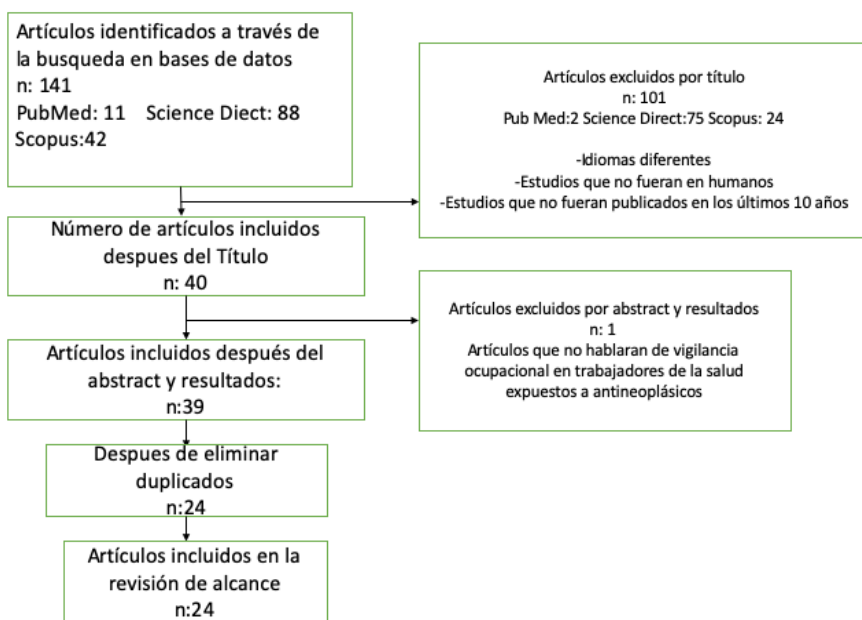 Artículos identificados a través de
la busqueda en bases de datos
n: 141
PubMed: 11 Science Diect: 88
Scopus:42
Artículos excluidos por título
n: 101
Pub Med:2 Science Direct:75 Scopus: 24
-Idiomas diferentes
-Estudios que no fueran en humanos
-Estudios que no fueran publicados en los últimos 10 años
Número de artículos incluidos
despues del Título
n: 40
Artículos excluidos por abstract y resultados
n: 1
Artículos que no hablaran de vigilancia
ocupacional en trabajadores de la salud
expuestos a antineoplásicos
Artículos incluidos después del
abstract y resultados:
n:39
Despues de eliminar
duplicados
n:24
Artículos incluidos en la
revisión de alcance
n:24